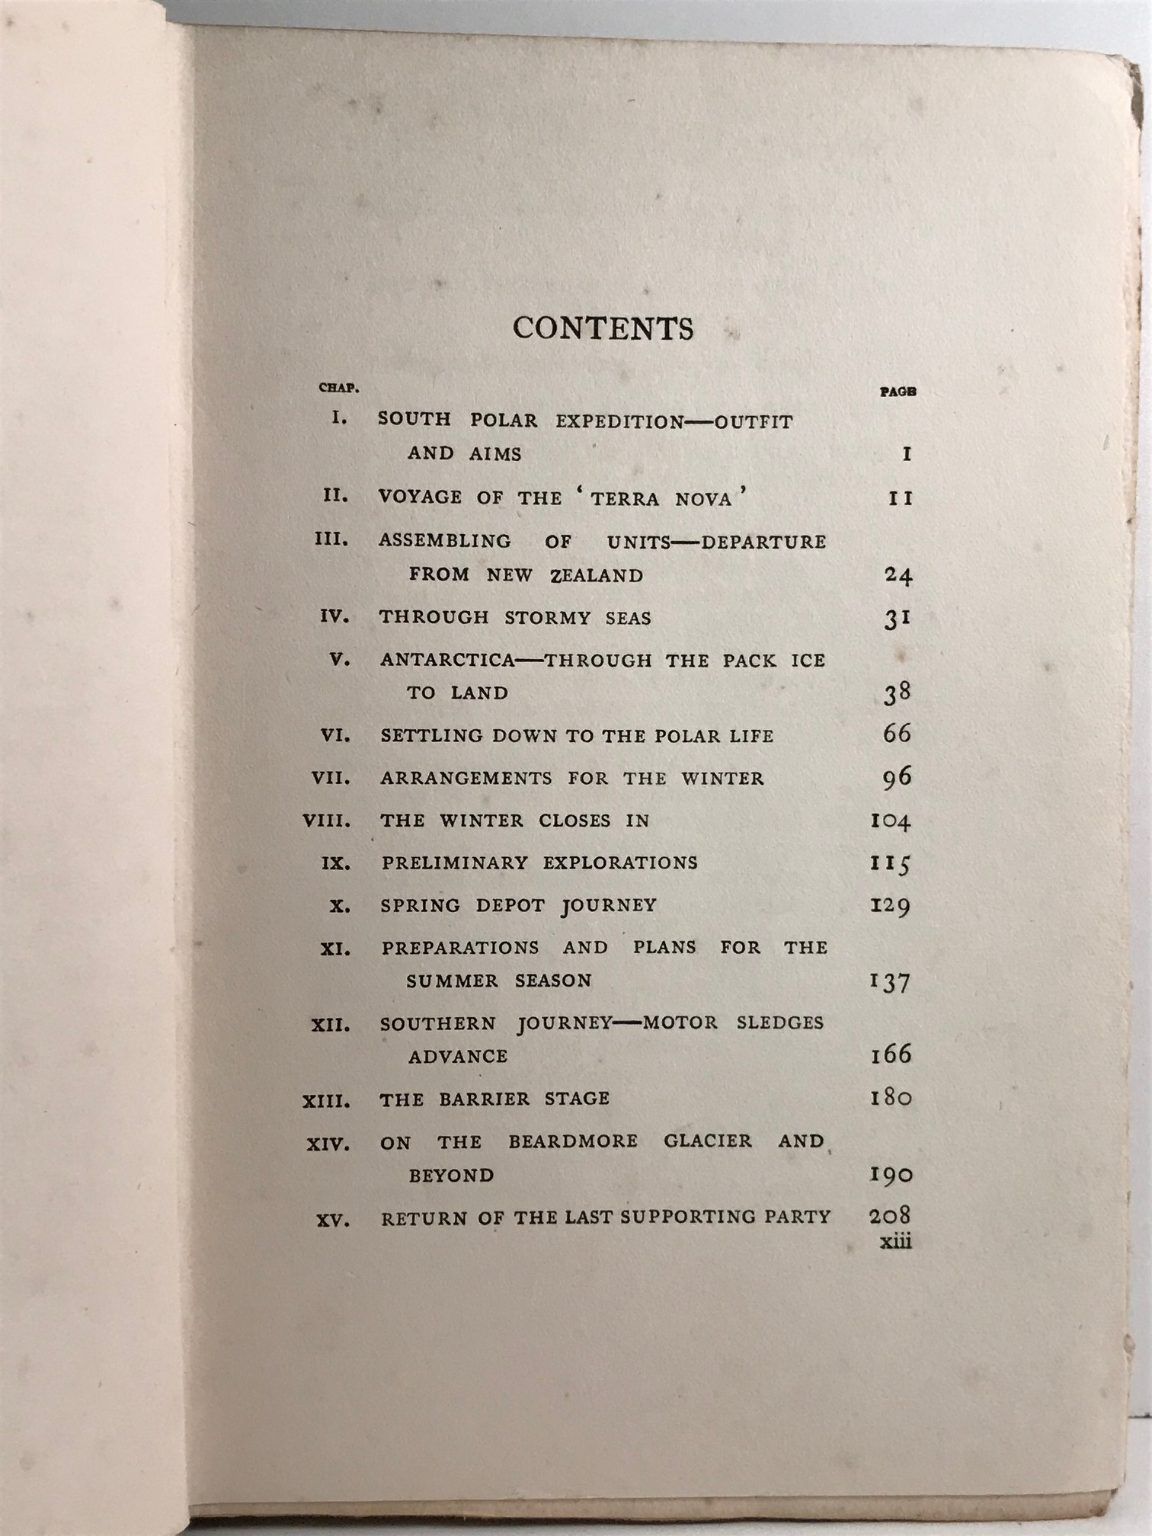 CONTENTS
CHAP. PAGE
I. SOUTH POLAR EXPEDITION—OUTFIT
AND AIMS 1
II. VOYAGE OF THE ‘TERRA NOVA’ 11
III. ASSEMBLING OF UNITS—DEPARTURE
FROM NEW ZEALAND 24
IV. THROUGH STORMY SEAS 31
V. ANTARCTICA—THROUGH THE PACK ICE
TO LAND 38
VI. SETTLING DOWN TO THE POLAR LIFE 66
VII. ARRANGEMENTS FOR THE WINTER 96
VIII. THE WINTER CLOSES IN 104
IX. PRELIMINARY EXPLORATIONS 115
X. SPRING DEPOT JOURNEY 129
XI. PREPARATIONS AND PLANS FOR THE
SUMMER SEASON 137
XII. SOUTHERN JOURNEY—MOTOR SLEDGES
ADVANCE 166
XIII. THE BARRIER STAGE 180
XIV. ON THE BEARDMORE GLACIER AND
BEYOND 190
XV. RETURN OF THE LAST SUPPORTING PARTY 208
xiii